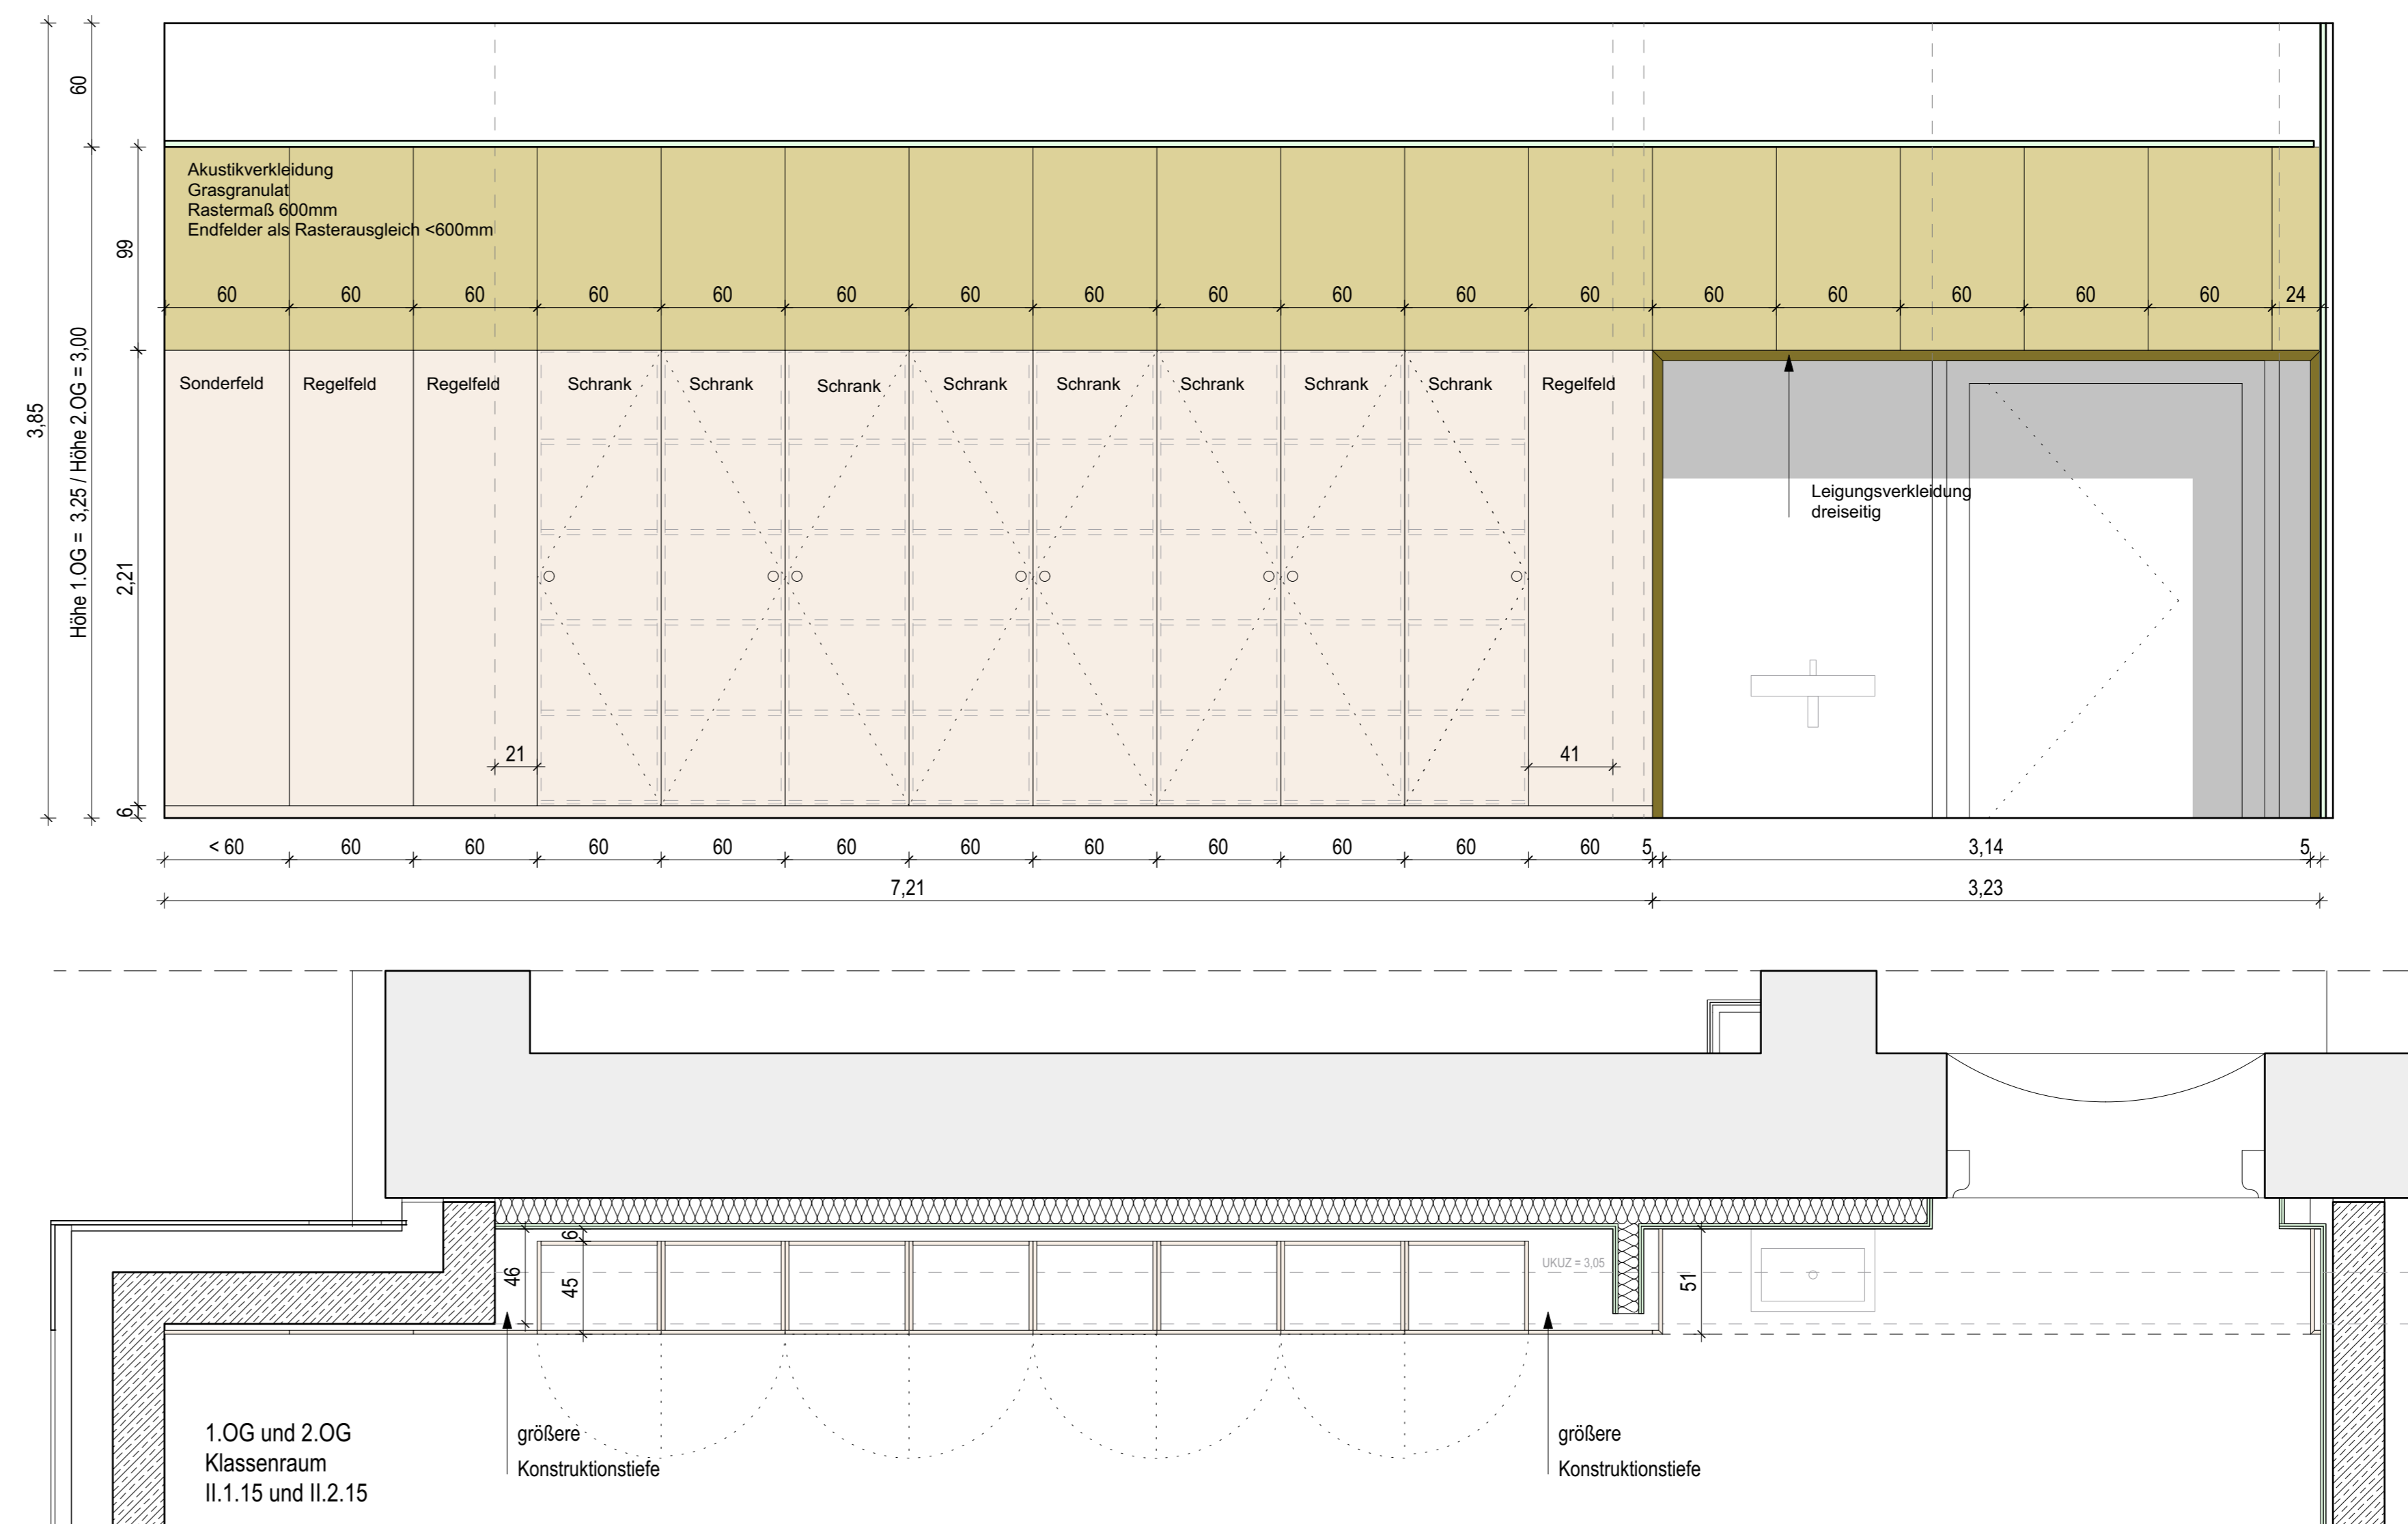 60
3,85
Höhe 1.OG = 3,25 / Höhe 2.OG = 3,00
99
2,21
6
Akustikverkleidung
Grasgranulat
Rastermaß 600mm
Endfelder als Rasterausgleich <600mm
60 60 60 60 60 60 60 60 60 60 60 60 60 60 60 60 60 24
Sonderfeld Regelfeld Regelfeld Schrank Schrank Schrank Schrank Schrank Schrank Schrank Schrank Regelfeld
Leigungsverkleidung
dreiseitig
21 41
< 60 60 60 60 60 60 60 60 60 60 60 60 5 3,14 5
7,21 3,23
6
46
45
UKUZ = 3,05
51
größere
Konstruktionstiefe
größere
Konstruktionstiefe
1.OG und 2.OG
Klassenraum
II.1.15 und II.2.15